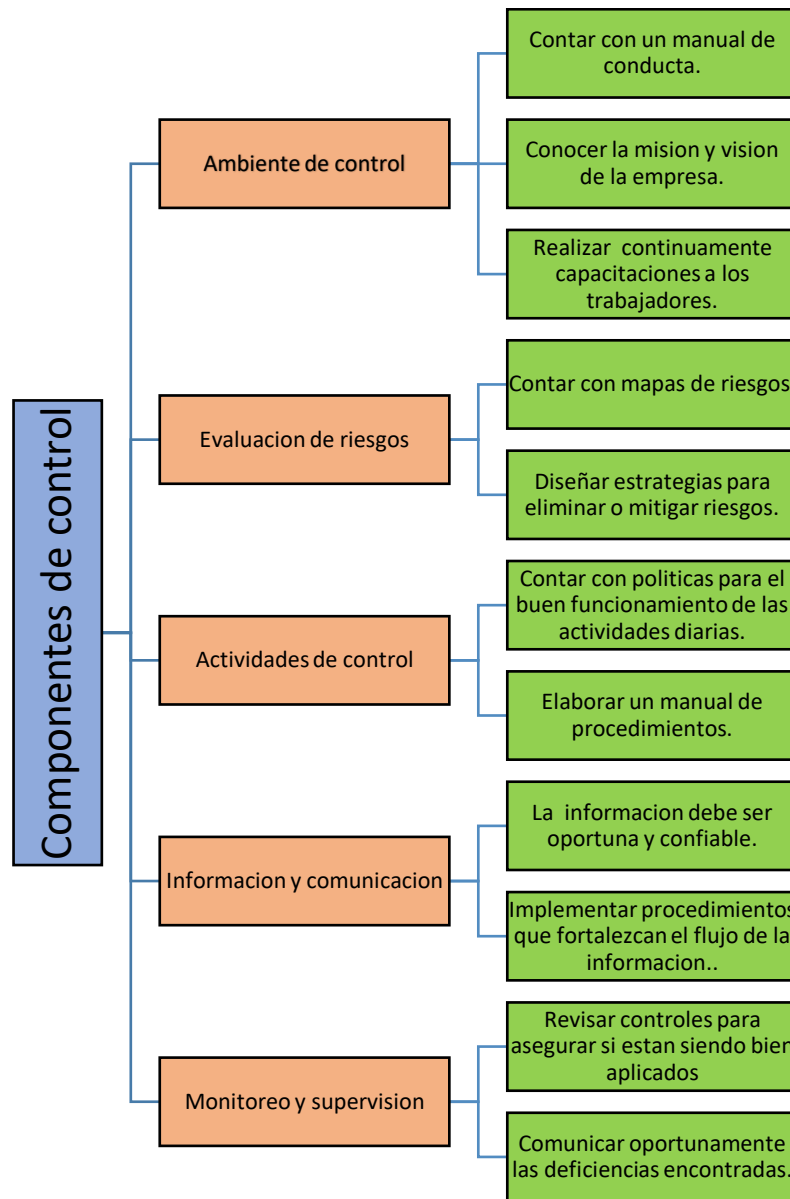 Componentes de control
Ambiente de control
Contar con un manual de
conducta.
Conocer la mision y vision
de la empresa.
Realizar continuamente
capacitaciones a los
trabajadores.
Evaluacion de riesgos
Contar con mapas de riesgos
Diseñar estrategias para
eliminar o mitigar riesgos.
Actividades de control
Contar con politicas para el
buen funcionamiento de las
actividades diarias.
Elaborar un manual de
procedimientos.
Informacion y comunicacion
La informacion debe ser
oportuna y confiable.
Implementar procedimientos
que fortalezcan el flujo de la
informacion..
Monitoreo y supervision
Revisar controles para
asegurar si estan siendo bien
aplicados
Comunicar oportunamente
las deficiencias encontradas.